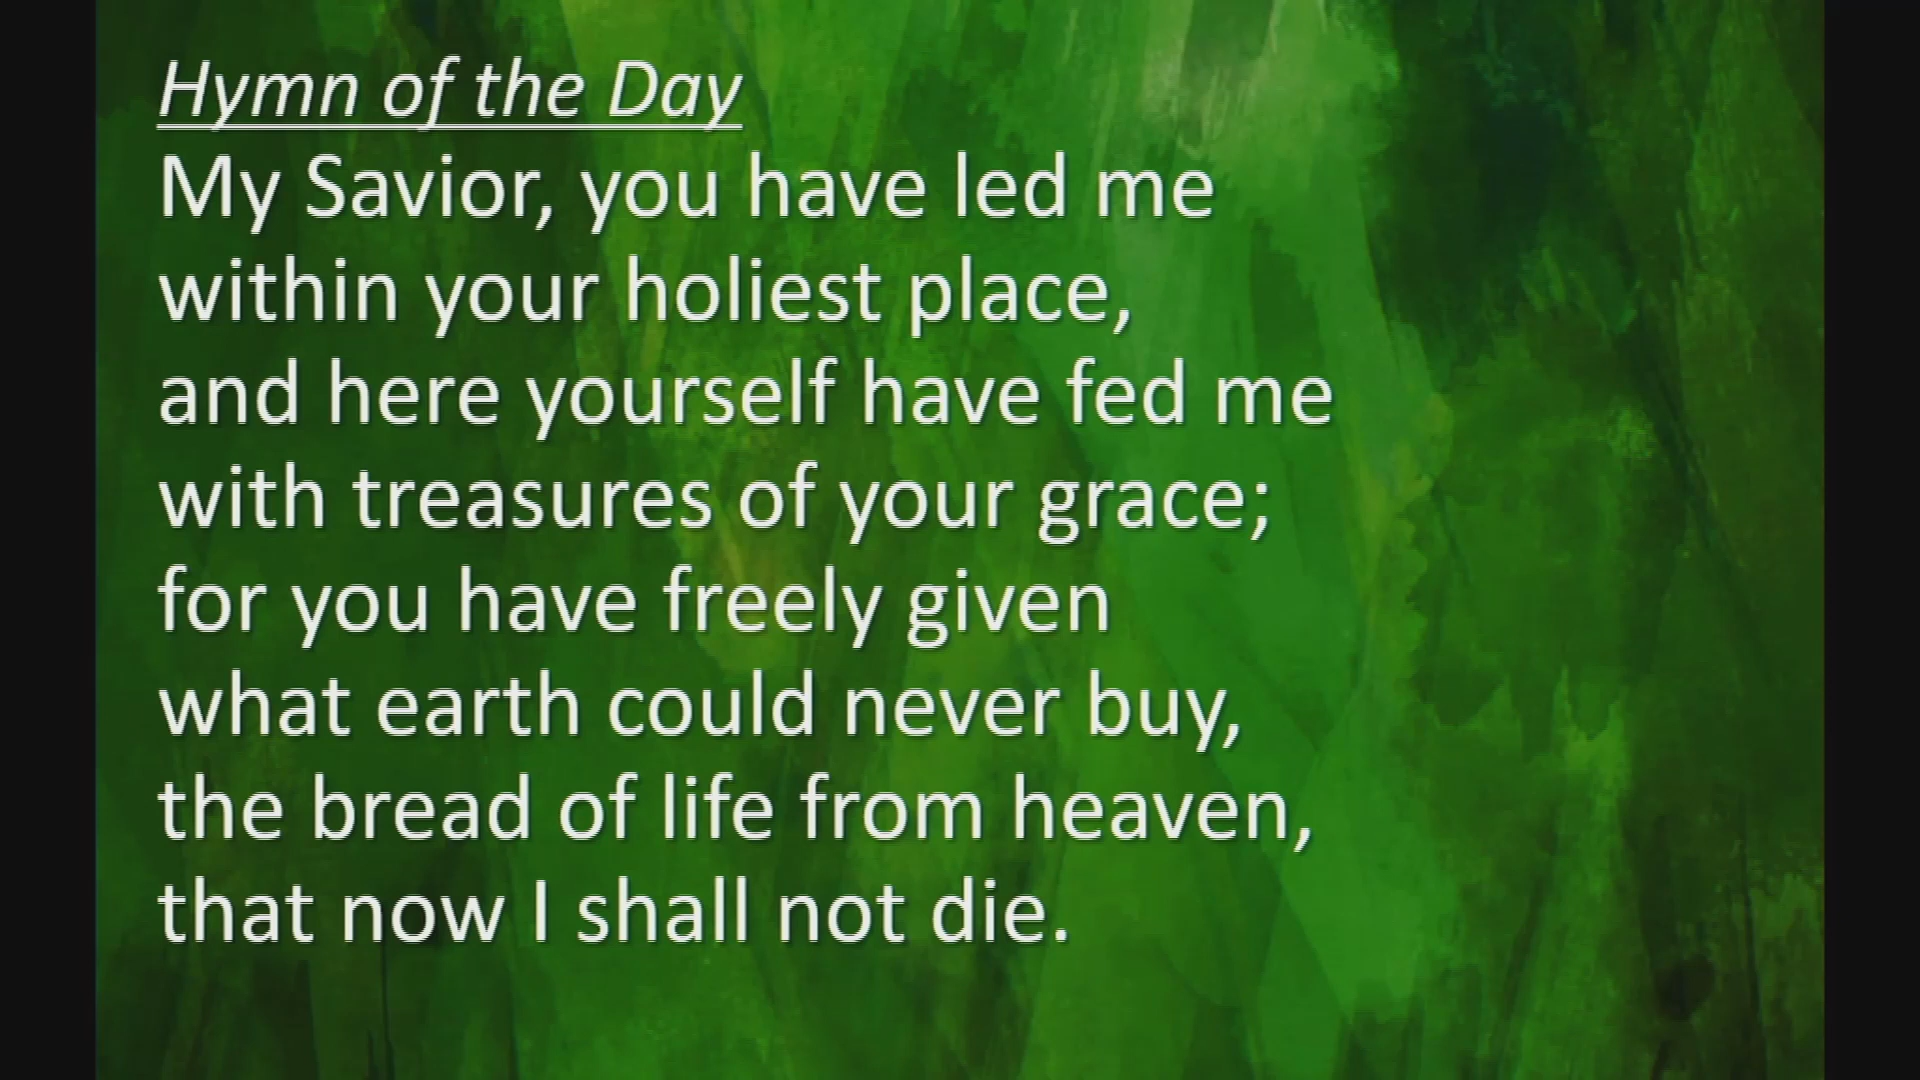 Hymn of the Day
My Savior, you have led me
within your holiest place,
and here yourself have fed me
with treasures of your grace;
for you have freely given
what earth could never buy,
the bread of life from heaven,
that now I shall not die.